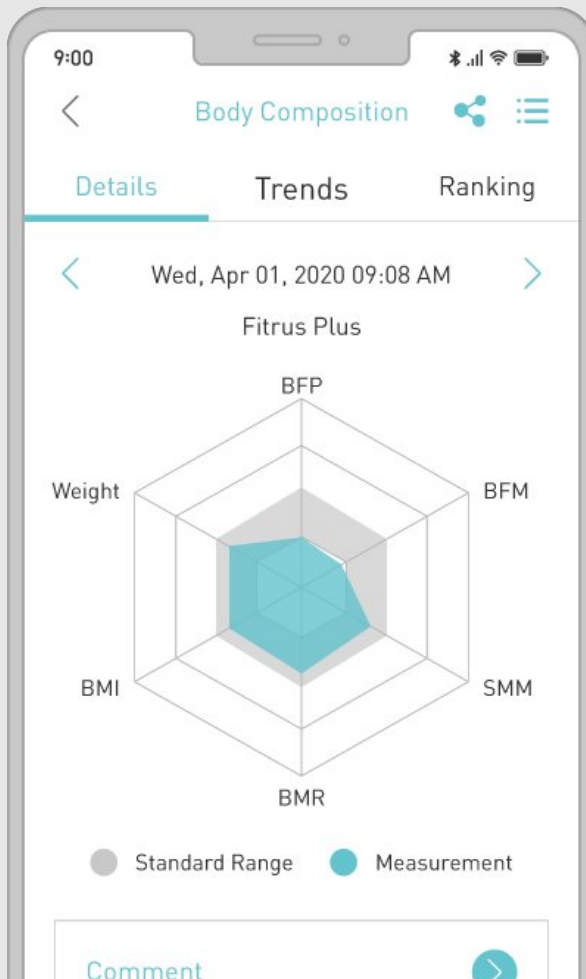 9:00
Body Composition
Details Trends Ranking
Wed, Apr 01, 2020 09:08 AM
Fitrus Plus
BFP
Weight BFM
BMI SMM
BMR
Standard Range Measurement
Comment